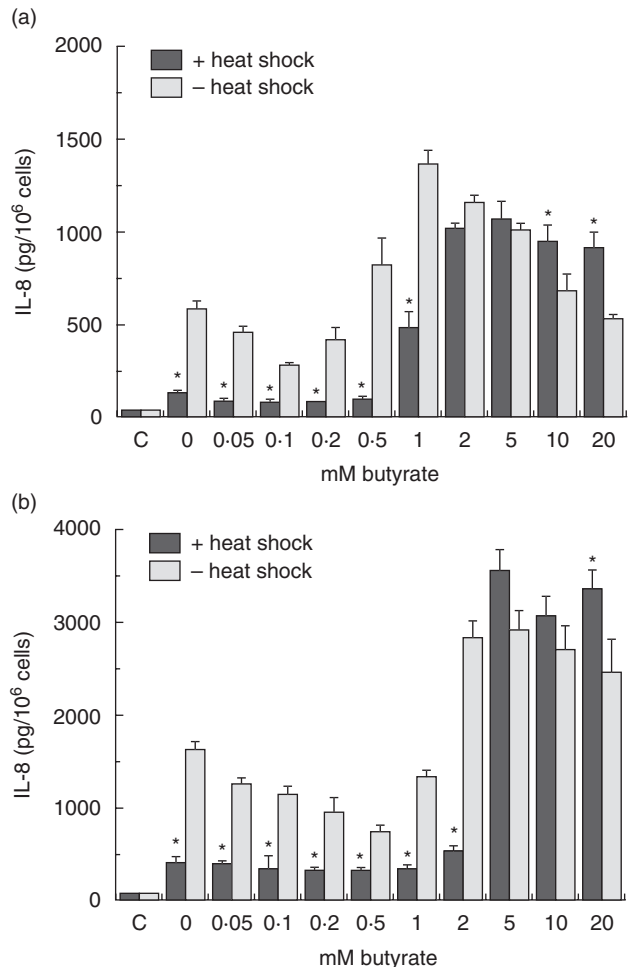 (a)
2000
1500
1000
500
0
IL-8 (pg/10⁶ cells)
+ heat shock
– heat shock
* * * * * * * *
C 0 0·05 0·1 0·2 0·5 1 2 5 10 20
mM butyrate
(b)
4000
3000
2000
1000
0
IL-8 (pg/10⁶ cells)
+ heat shock
– heat shock
* * * * * * * *
C 0 0·05 0·1 0·2 0·5 1 2 5 10 20
mM butyrate